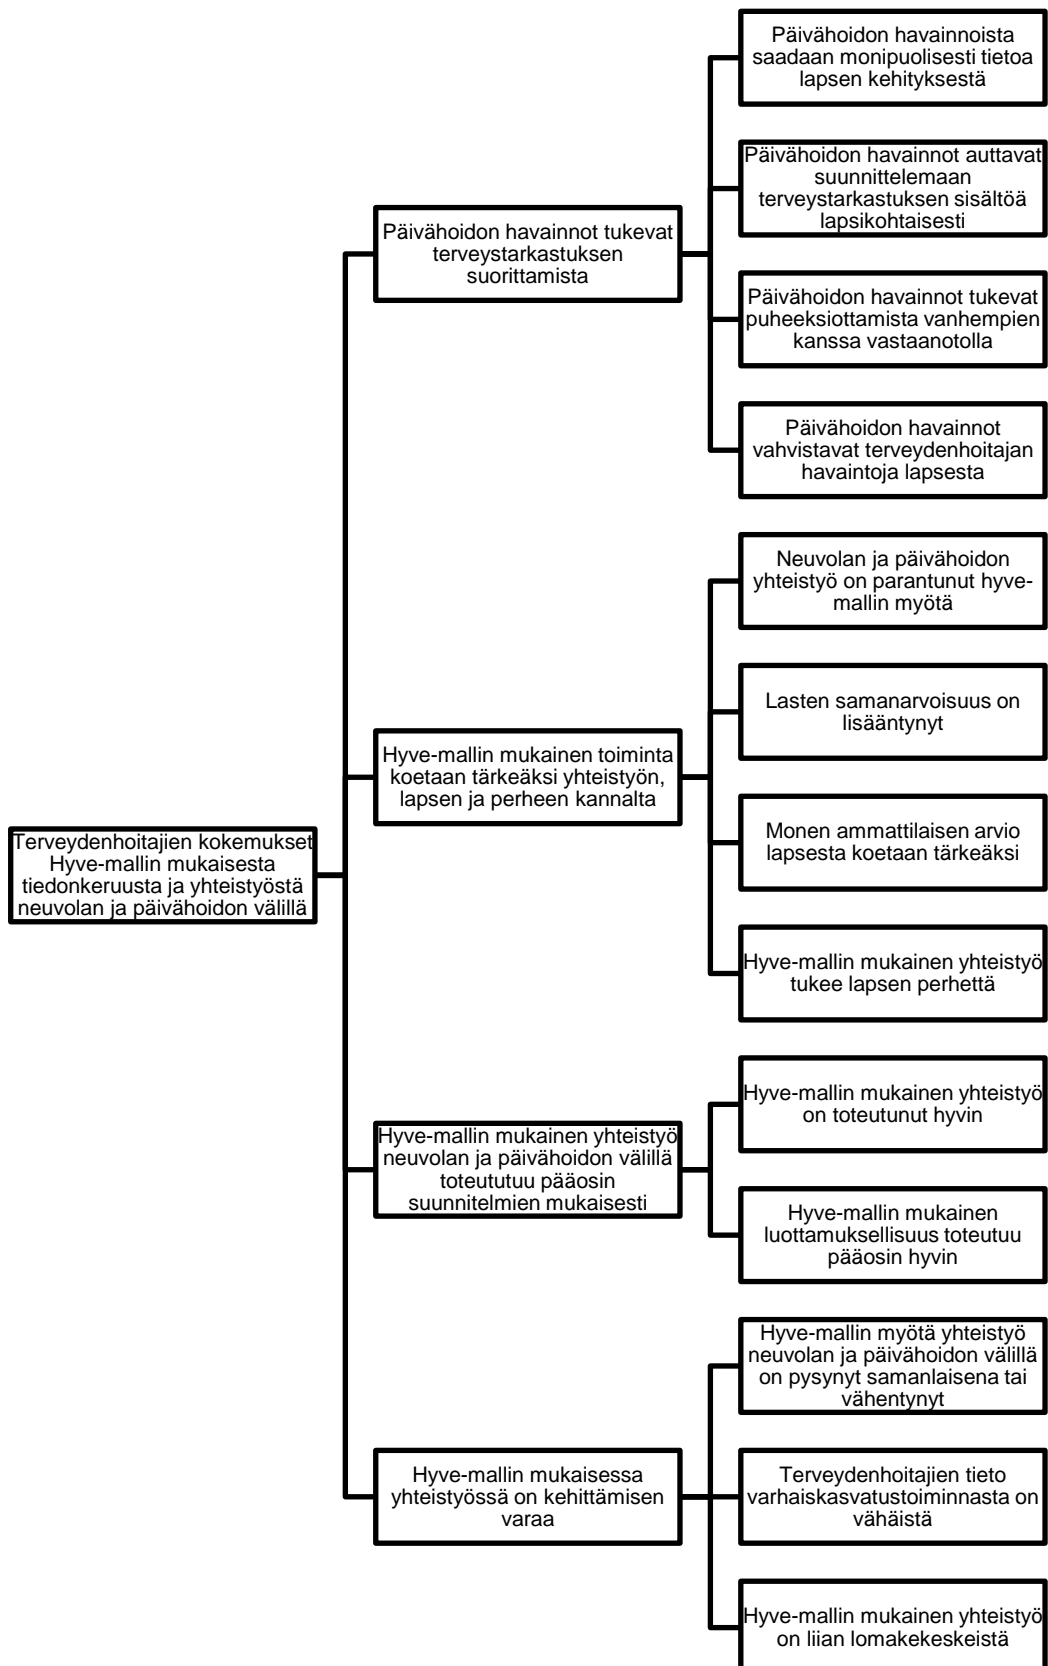 Päivähoidon havainnoista
saadaan monipuolisesti tietoa
lapsen kehityksestä
Päivähoidon havainnot auttavat
suunnittelemaan
terveystarkastuksen sisältöä
lapsikohtaisesti
Päivähoidon havainnot tukevat
terveystarkastuksen
suorittamista
Päivähoidon havainnot tukevat
puheeksiottamista vanhempien
kanssa vastaanotolla
Päivähoidon havainnot
vahvistavat terveydenhoitajan
havaintoja lapsesta
Neuvolan ja päivähoidon
yhteistyö on parantunut hyve-
mallin myötä
Lasten samanarvoisuus on
lisääntynyt
Hyve-mallin mukainen toiminta
koetaan tärkeäksi yhteistyön,
lapsen ja perheen kannalta
Monen ammattilaisen arvio
lapsesta koetaan tärkeäksi
Terveydenhoitajien kokemukset
Hyve-mallin mukaisesta
tiedonkeruusta ja yhteistyöstä
neuvolan ja päivähoidon välillä
Hyve-mallin mukainen yhteistyö
tukee lapsen perhettä
Hyve-mallin mukainen yhteistyö
on toteutunut hyvin
Hyve-mallin mukainen yhteistyö
neuvolan ja päivähoidon välillä
toteututuu pääosin
suunnitelmien mukaisesti
Hyve-mallin mukainen
luottamuksellisuus toteutuu
pääosin hyvin
Hyve-mallin myötä yhteistyö
neuvolan ja päivähoidon välillä
on pysynyt samanlaisena tai
vähentynyt
Hyve-mallin mukaisessa
yhteistyössä on kehittämisen
varaa
Terveydenhoitajien tieto
varhaiskasvatustoiminnasta on
vähäistä
Hyve-mallin mukainen yhteistyö
on liian lomakekeskeistä